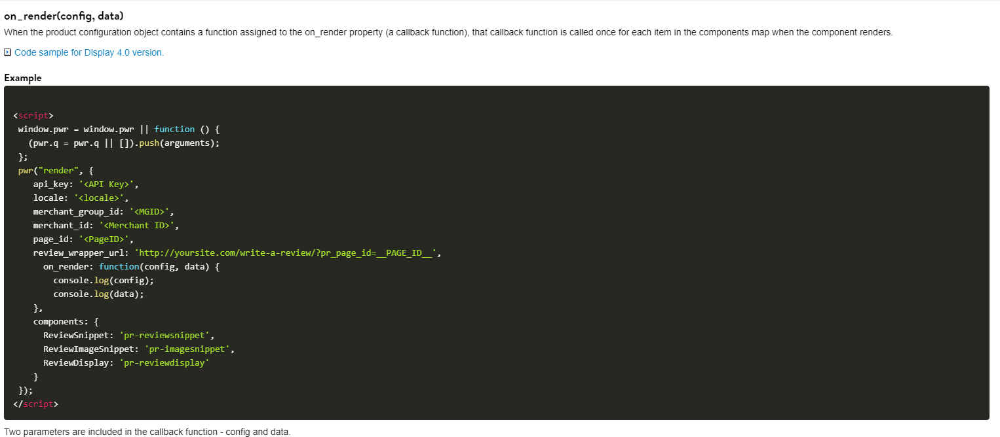 on_render(config, data)
When the product configuration object contains a function assigned to the on_render property (a callback function), that callback function is called once for each item in the components map when the component renders.
Code sample for Display 4.0 version.
Example
<script>
window.pwr = window.pwr || function () {
(pwr.q = pwr.q || []).push(arguments);
};
pwr("render", {
api_key: '<API Key>',
locale: '<locale>',
merchant_group_id: '<MGID>',
merchant_id: '<Merchant ID>',
page_id: '<PageID>',
review_wrapper_url: 'http://yoursite.com/write-a-review/?pr_page_id=__PAGE_ID__',
on_render: function(config, data) {
console.log(config);
console.log(data);
},
components: {
ReviewSnippet: 'pr-reviewsnippet',
ReviewImageSnippet: 'pr-imagesnippet',
ReviewDisplay: 'pr-reviewdisplay'
}
});
</script>
Two parameters are included in the callback function - config and data.